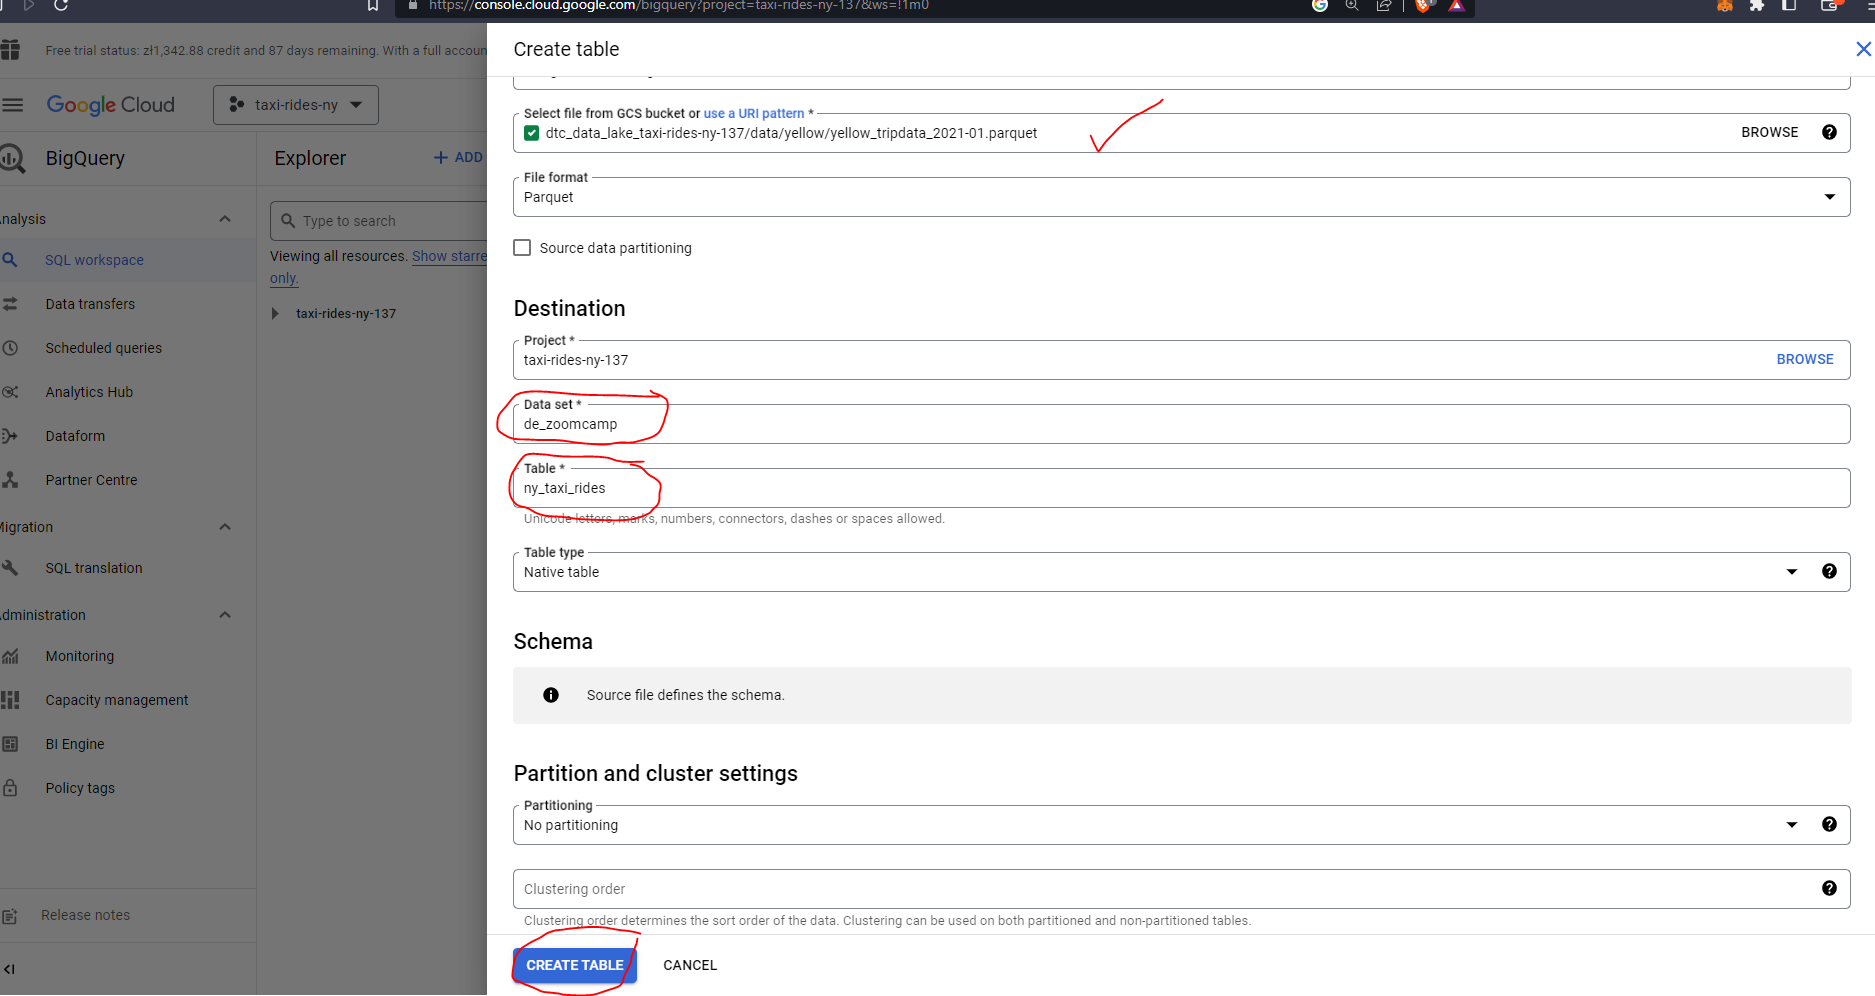 https://console.cloud.google.com/bigquery?project=taxi-rides-ny-137&ws=!1m0
Free trial status: zł1,342.88 credit and 87 days remaining. With a full accoun
Google Cloud
taxi-rides-ny
BigQuery
Analysis
SQL workspace
Data transfers
Scheduled queries
Analytics Hub
Dataform
Partner Centre
Migration
SQL translation
Administration
Monitoring
Capacity management
BI Engine
Policy tags
Release notes
Explorer
+ ADD
Type to search
Viewing all resources. Show starre
only.
taxi-rides-ny-137
Create table
Select file from GCS bucket or use a URI pattern *
dtc_data_lake_taxi-rides-ny-137/data/yellow/yellow_tripdata_2021-01.parquet
BROWSE
File format
Parquet
Source data partitioning
Destination
Project *
taxi-rides-ny-137
BROWSE
Data set *
de_zoomcamp
Table *
ny_taxi_rides
Unicode letters, marks, numbers, connectors, dashes or spaces allowed.
Table type
Native table
Schema
Source file defines the schema.
Partition and cluster settings
Partitioning
No partitioning
Clustering order
Clustering order determines the sort order of the data. Clustering can be used on both partitioned and non-partitioned tables.
CREATE TABLE
CANCEL